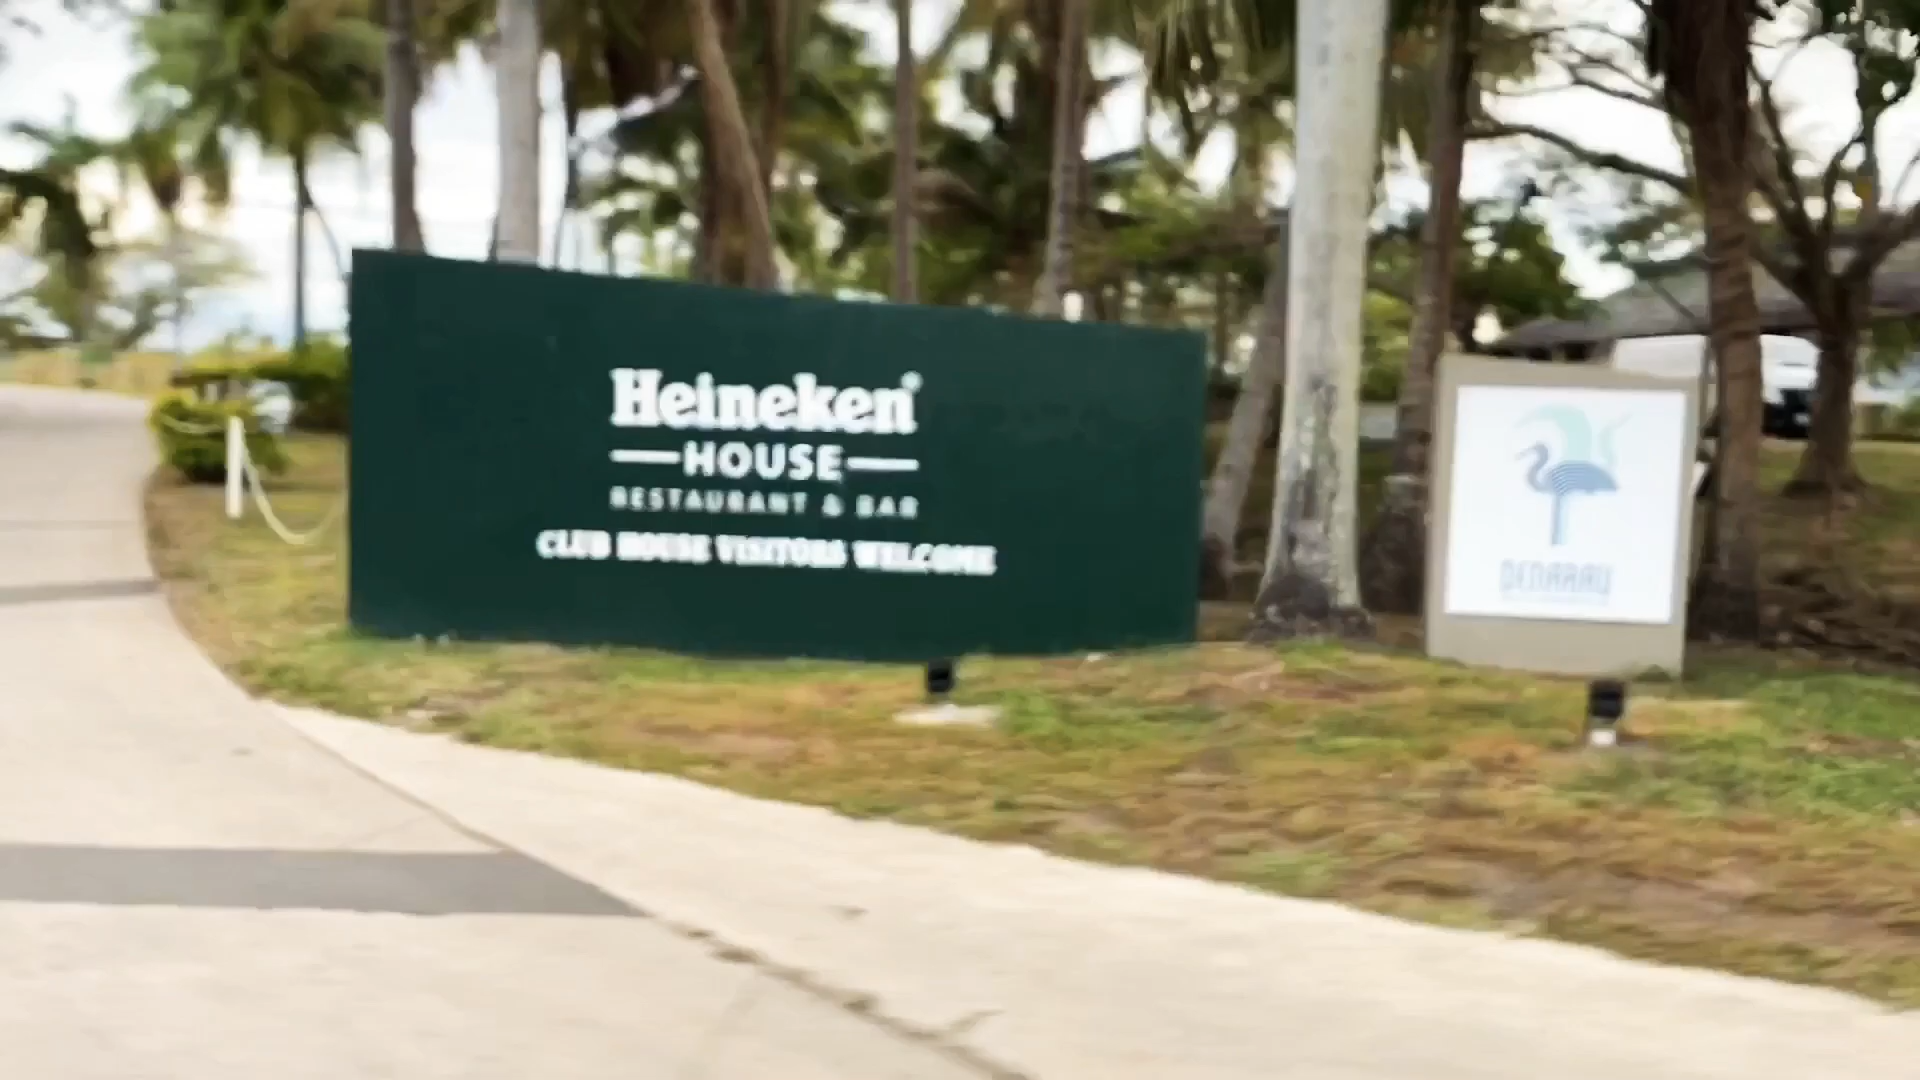 Heineken
HOUSE
RESTAURANT & BAR
CLUB HOUSE VISITORS WELCOME
DENARAU